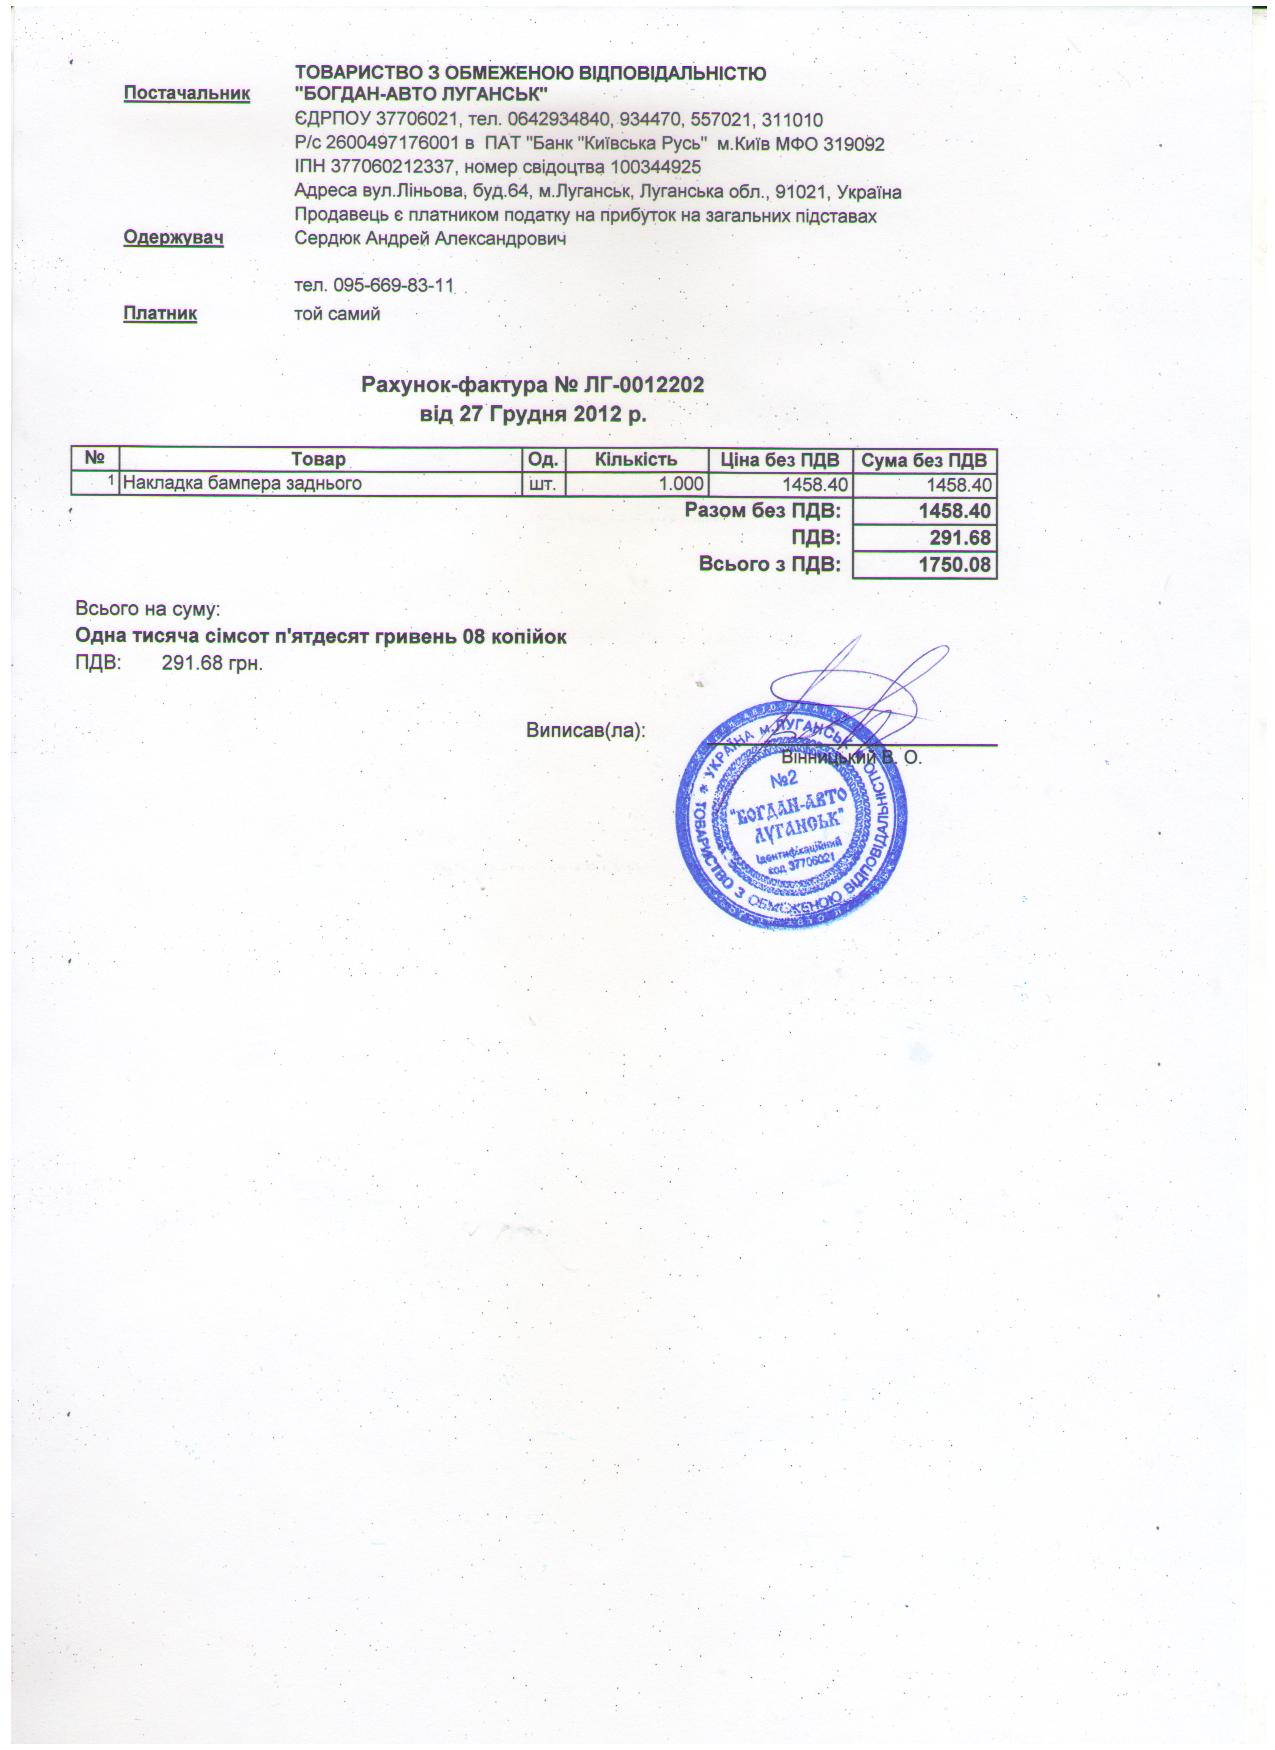 ТОВАРИСТВО З ОБМЕЖЕНОЮ ВІДПОВІДАЛЬНІСТЮ
Постачальник "БОГДАН-АВТО ЛУГАНСЬК"
ЄДРПОУ 37706021, тел. 0642934840, 934470, 557021, 311010
Р/с 2600497176001 в ПАТ "Банк "Київська Русь" м.Київ МФО 319092
ІПН 377060212337, номер свідоцтва 100344925
Адреса вул.Ліньова, буд.64, м.Луганськ, Луганська обл., 91021, Україна
Продавець є платником податку на прибуток на загальних підставах
Одержувач Сердюк Андрей Александрович
тел. 095-669-83-11
Платник той самий
Рахунок-фактура № ЛГ-0012202
від 27 Грудня 2012 р.
№ Товар Од. Кількість Ціна без ПДВ Сума без ПДВ
1 Накладка бампера заднього шт. 1.000 1458.40 1458.40
Разом без ПДВ: 1458.40
ПДВ: 291.68
Всього з ПДВ: 1750.08
Всього на суму:
Одна тисяча сімсот п'ятдесят гривень 08 копійок
ПДВ: 291.68 грн.
Виписав(ла):
Вінницький В. О.
УКРАЇНА м.ЛУГАНСЬК
ТОВАРИСТВО З ОБМЕЖЕНОЮ ВІДПОВІДАЛЬНІСТЮ
№2
"БОГДАН-АВТО
ЛУГАНСЬК"
Ідентифікаційний
код 37706021